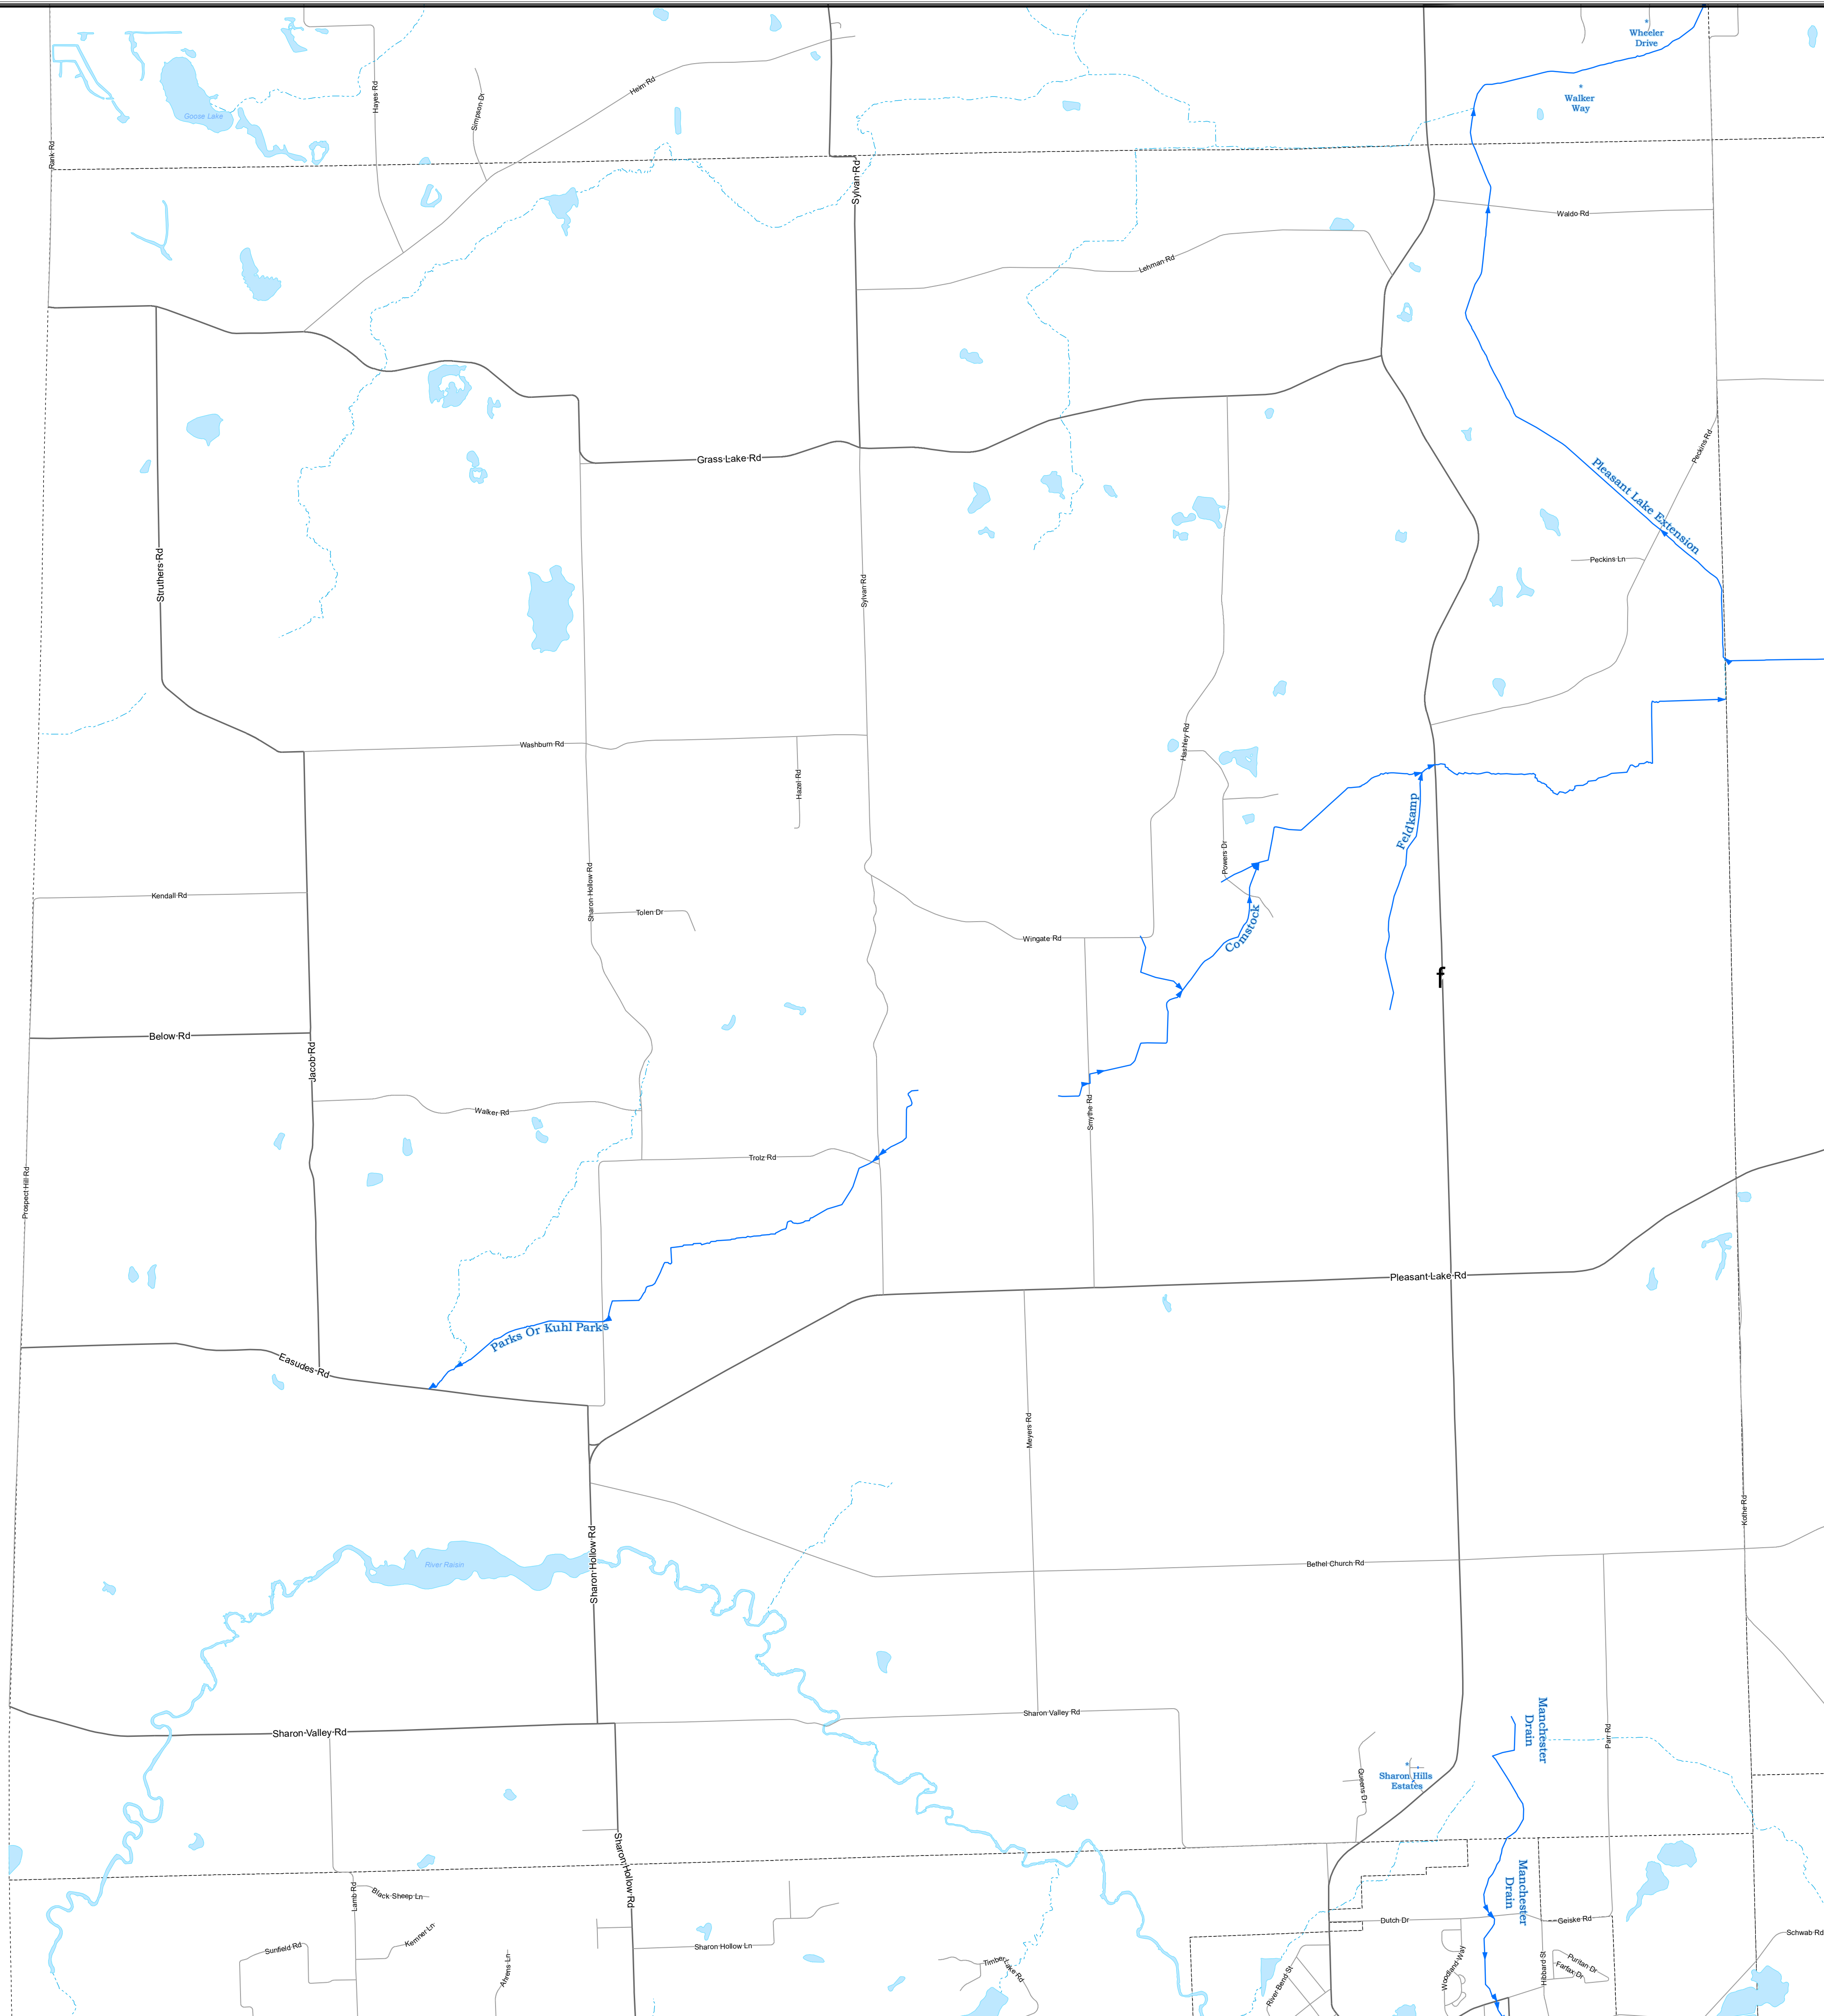 Wheeler
Drive
Walker
Way
Goose Lake
Hayes Rd
Simpson Dr
Heim Rd
Rank Rd
Sylvan Rd
Waldo Rd
Lehman Rd
Peckins Rd
Grass Lake Rd
Pleasant Lake Extension
Peckins Ln
Struthers Rd
Sylvan Rd
Washburn Rd
Hashley Rd
Hazel Rd
Feldkamp
Powers Dr
Kendall Rd
Sharon Hollow Rd
Tolen Dr
Wingate Rd
Comstock
f
Below Rd
Jacob Rd
Walker Rd
Smythe Rd
Trolz Rd
Prospect Hill Rd
Pleasant Lake Rd
Parks Or Kuhl Parks
Easudes Rd
Meyers Rd
Kothe Rd
River Raisin
Sharon Hollow Rd
Bethel Church Rd
Sharon Valley Rd
Sharon Valley Rd
Manchester
Drain
Parr Rd
Queens Dr
Sharon Hills
Estates
Sharon Hollow Rd
Manchester
Drain
Lamb Rd
Black Sheep Ln
Kemner Ln
Sunfield Rd
Ahrens Ln
Sharon Hollow Ln
Timber Lake Rd
River Bend St
Dutch Dr
Geiske Rd
Woodland Way
Hibbard St
Puritan Dr
Farfax Dr
Schwab Rd